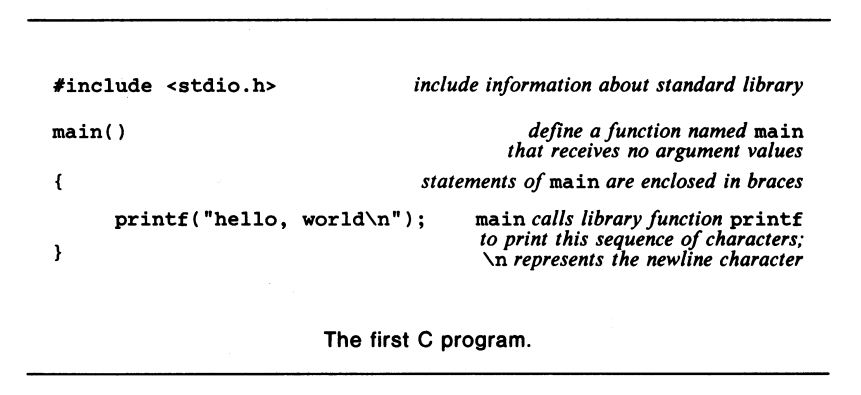 #include <stdio.h> include information about standard library
main() define a function named main
that receives no argument values
{ statements of main are enclosed in braces
printf("hello, world\n"); main calls library function printf
to print this sequence of characters;
} \n represents the newline character
The first C program.